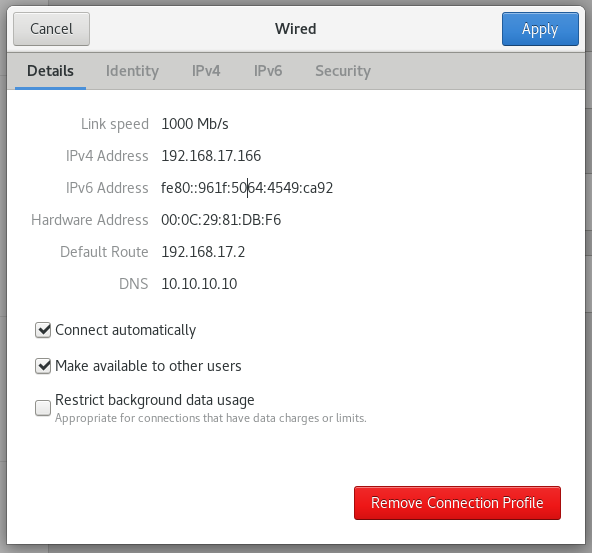 Cancel Wired Apply
Details Identity IPv4 IPv6 Security
Link speed 1000 Mb/s
IPv4 Address 192.168.17.166
IPv6 Address fe80::961f:5064:4549:ca92
Hardware Address 00:0C:29:81:DB:F6
Default Route 192.168.17.2
DNS 10.10.10.10
Connect automatically
Make available to other users
Restrict background data usage
Appropriate for connections that have data charges or limits.
Remove Connection Profile